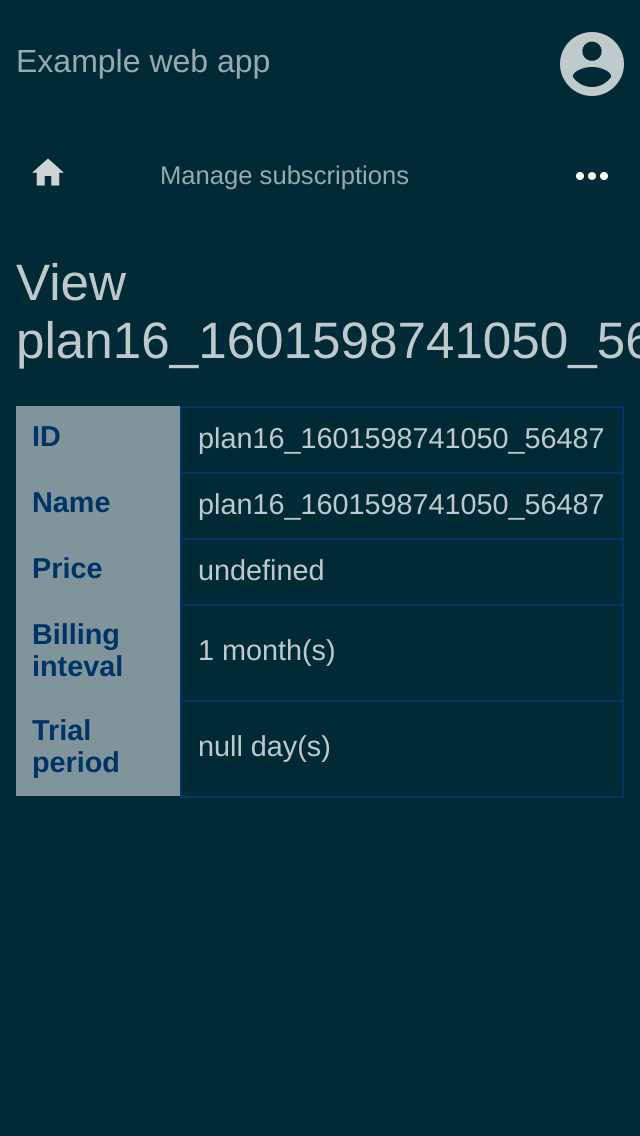 Example web app
Manage subscriptions
View
plan16_1601598741050_56
ID plan16_1601598741050_56487
Name plan16_1601598741050_56487
Price undefined
Billing
inteval
1 month(s)
Trial
period
null day(s)